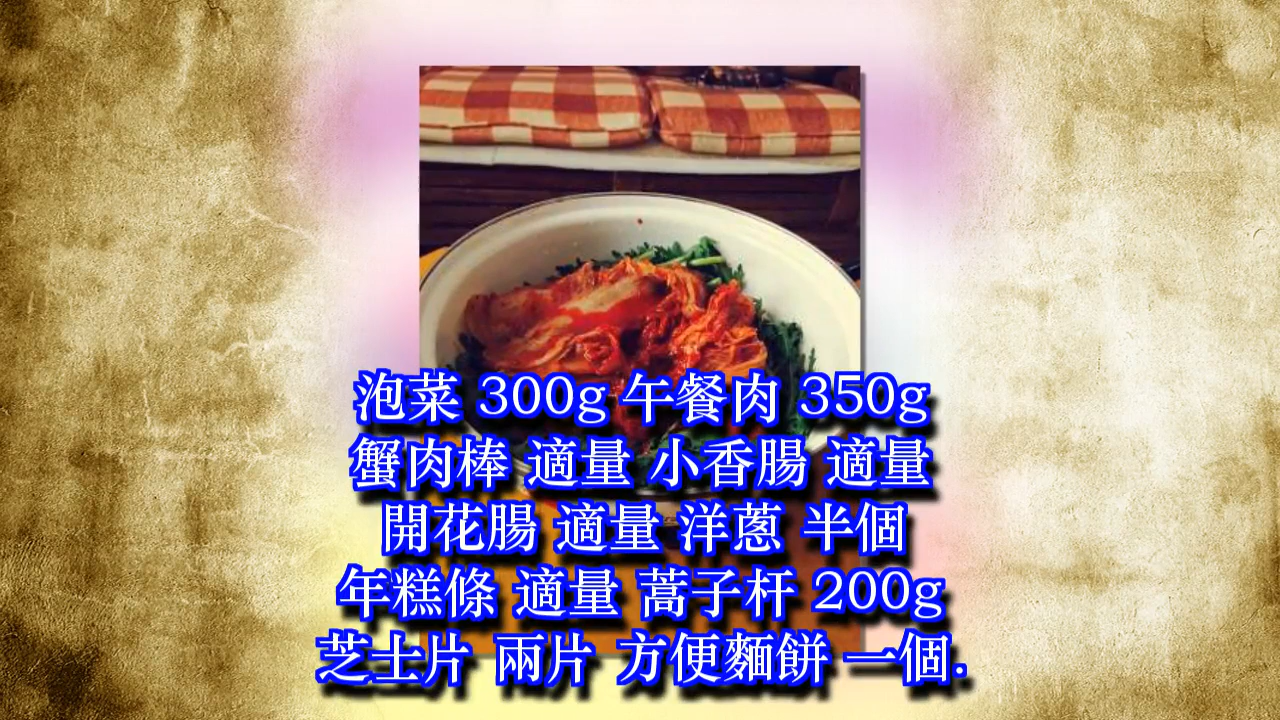 泡菜 300g 午餐肉 350g
蟹肉棒 適量 小香腸 適量
開花腸 適量 洋蔥 半個
年糕條 適量 蒿子杆 200g
芝士片 兩片 方便麵餅 一個.